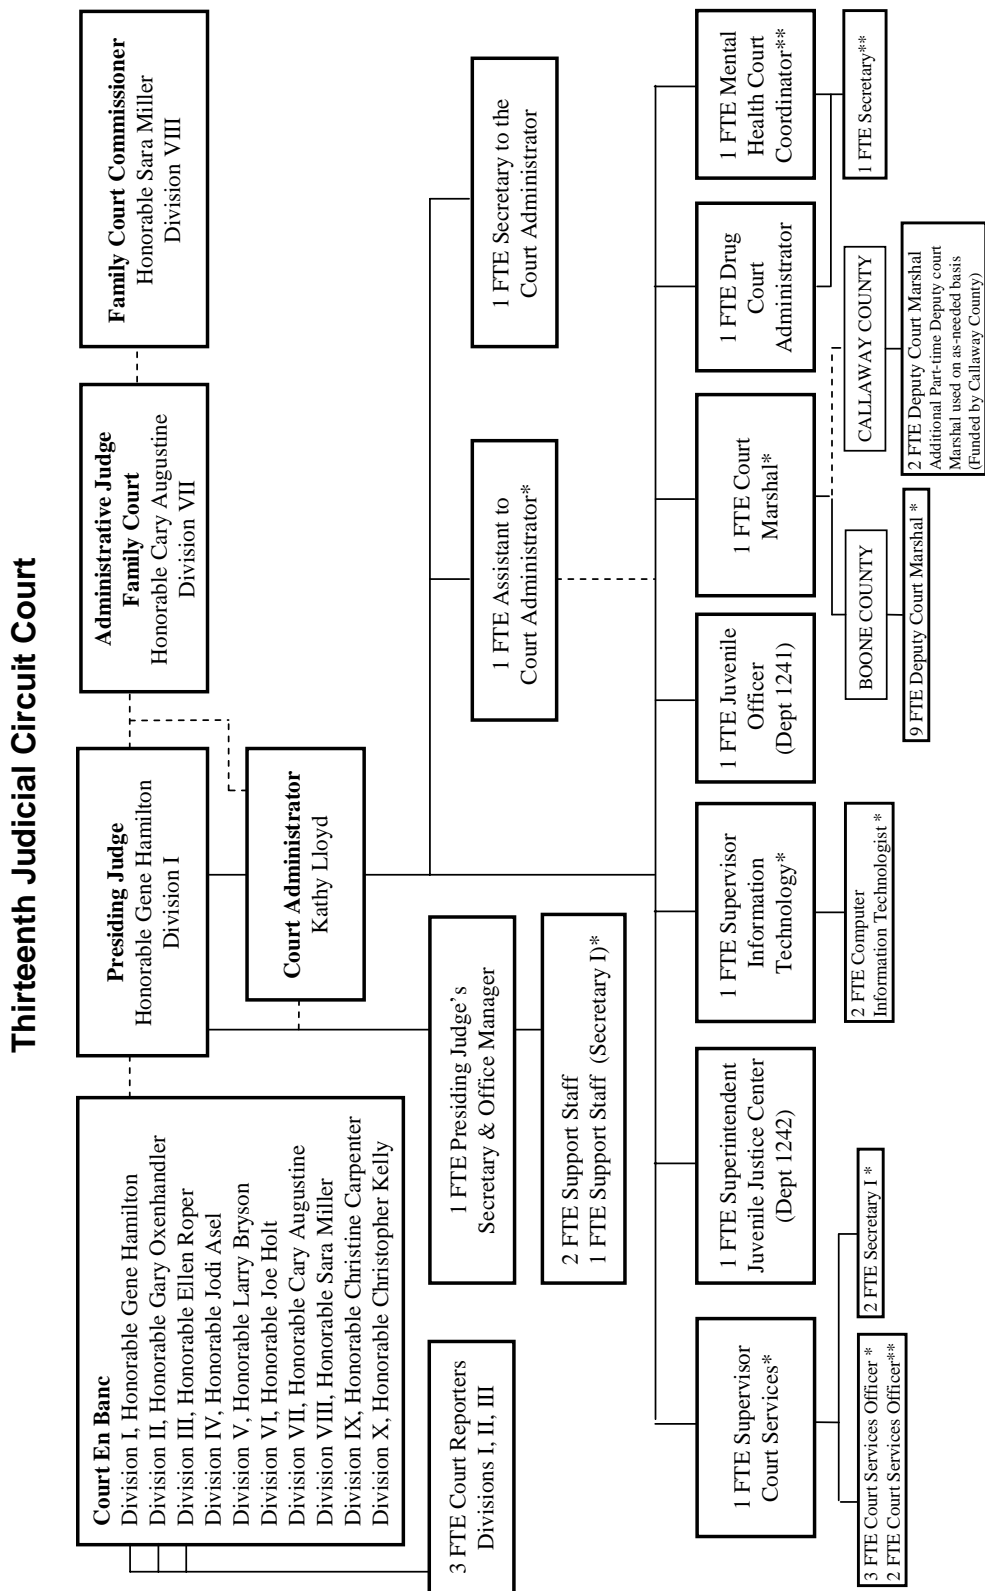 Thirteenth Judicial Circuit Court
Court En Banc
Division I, Honorable Gene Hamilton
Division II, Honorable Gary Oxenhandler
Division III, Honorable Ellen Roper
Division IV, Honorable Jodi Asel
Division V, Honorable Larry Bryson
Division VI, Honorable Joe Holt
Division VII, Honorable Cary Augustine
Division VIII, Honorable Sara Miller
Division IX, Honorable Christine Carpenter
Division X, Honorable Christopher Kelly
Presiding Judge
Honorable Gene Hamilton
Division I
Administrative Judge
Family Court
Honorable Cary Augustine
Division VII
Family Court Commissioner
Honorable Sara Miller
Division VIII
Court Administrator
Kathy Lloyd
3 FTE Court Reporters
Divisions I, II, III
1 FTE Presiding Judge's
Secretary & Office Manager
2 FTE Support Staff
1 FTE Support Staff (Secretary I)*
1 FTE Assistant to
Court Administrator*
1 FTE Secretary to the
Court Administrator
1 FTE Supervisor
Court Services*
1 FTE Superintendent
Juvenile Justice Center
(Dept 1242)
1 FTE Supervisor
Information
Technology*
1 FTE Juvenile
Officer
(Dept 1241)
1 FTE Court
Marshal*
1 FTE Drug
Court
Administrator
1 FTE Mental
Health Court
Coordinator**
3 FTE Court Services Officer *
2 FTE Court Services Officer**
2 FTE Secretary I *
2 FTE Computer
Information Technologist *
BOONE COUNTY
9 FTE Deputy Court Marshal *
CALLAWAY COUNTY
2 FTE Deputy Court Marshal
Additional Part-time Deputy court
Marshal used on as-needed basis
(Funded by Callaway County)
1 FTE Secretary**